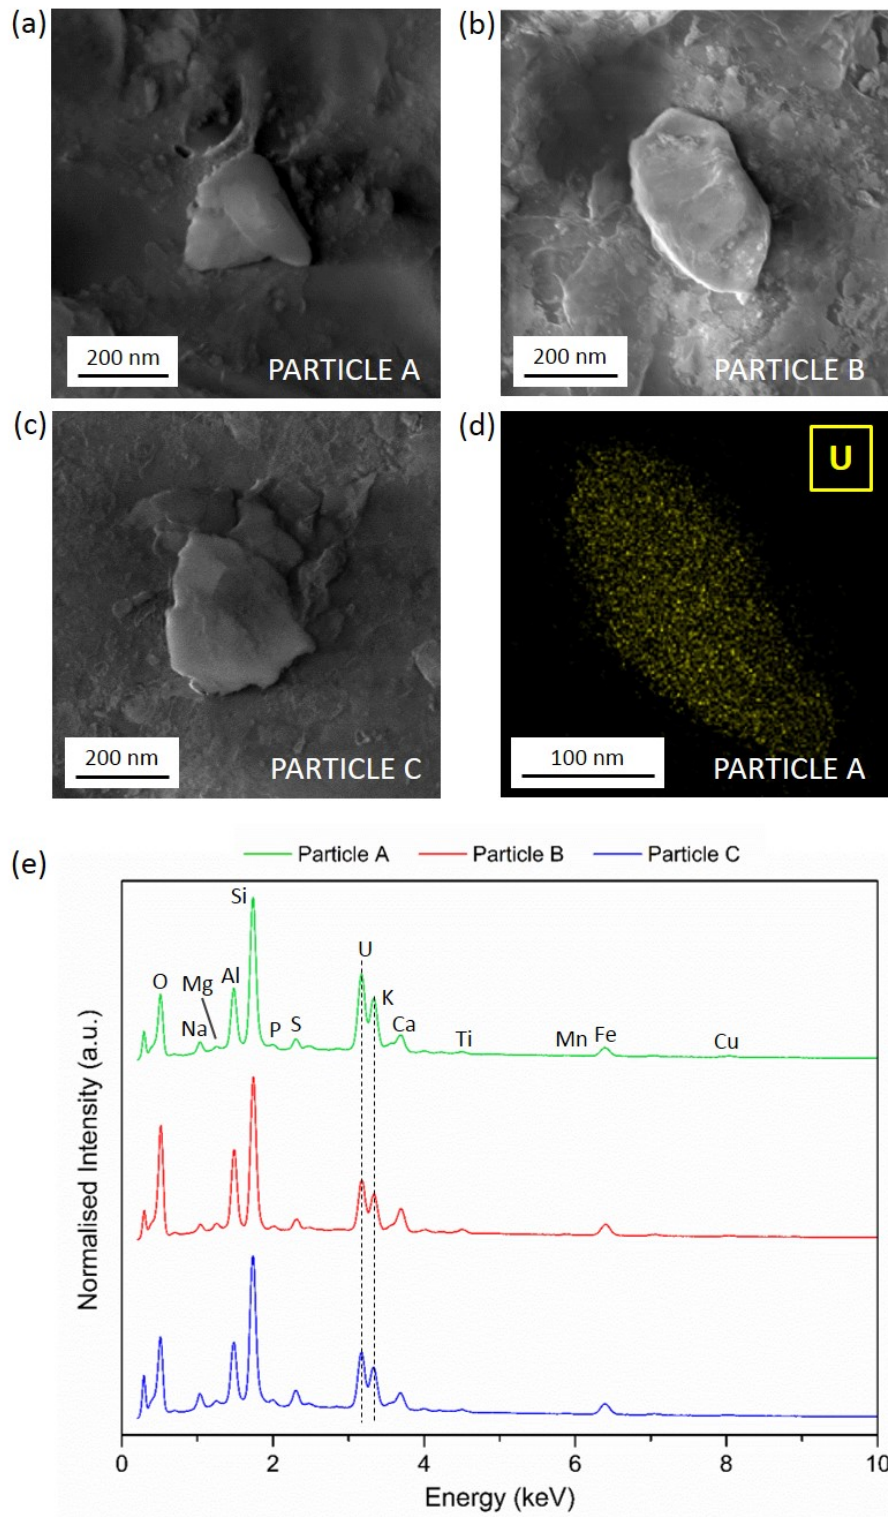 (a)
200 nm
PARTICLE A
(b)
200 nm
PARTICLE B
(c)
200 nm
PARTICLE C
(d)
U
100 nm
PARTICLE A
(e)
Particle A
Particle B
Particle C
Normalised Intensity (a.u.)
O
Na
Mg
Al
Si
P
S
U
K
Ca
Ti
Mn
Fe
Cu
0
2
4
6
8
10
Energy (keV)